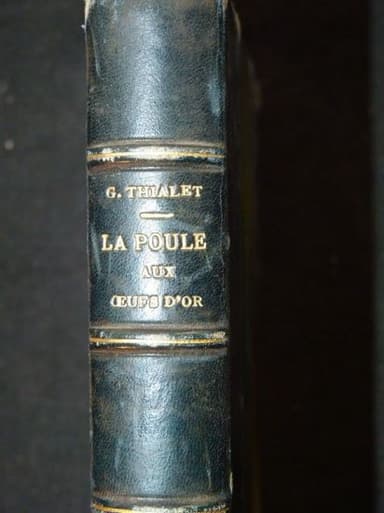 G. THIALET
LA POULE
AUX
ŒUFS D'OR